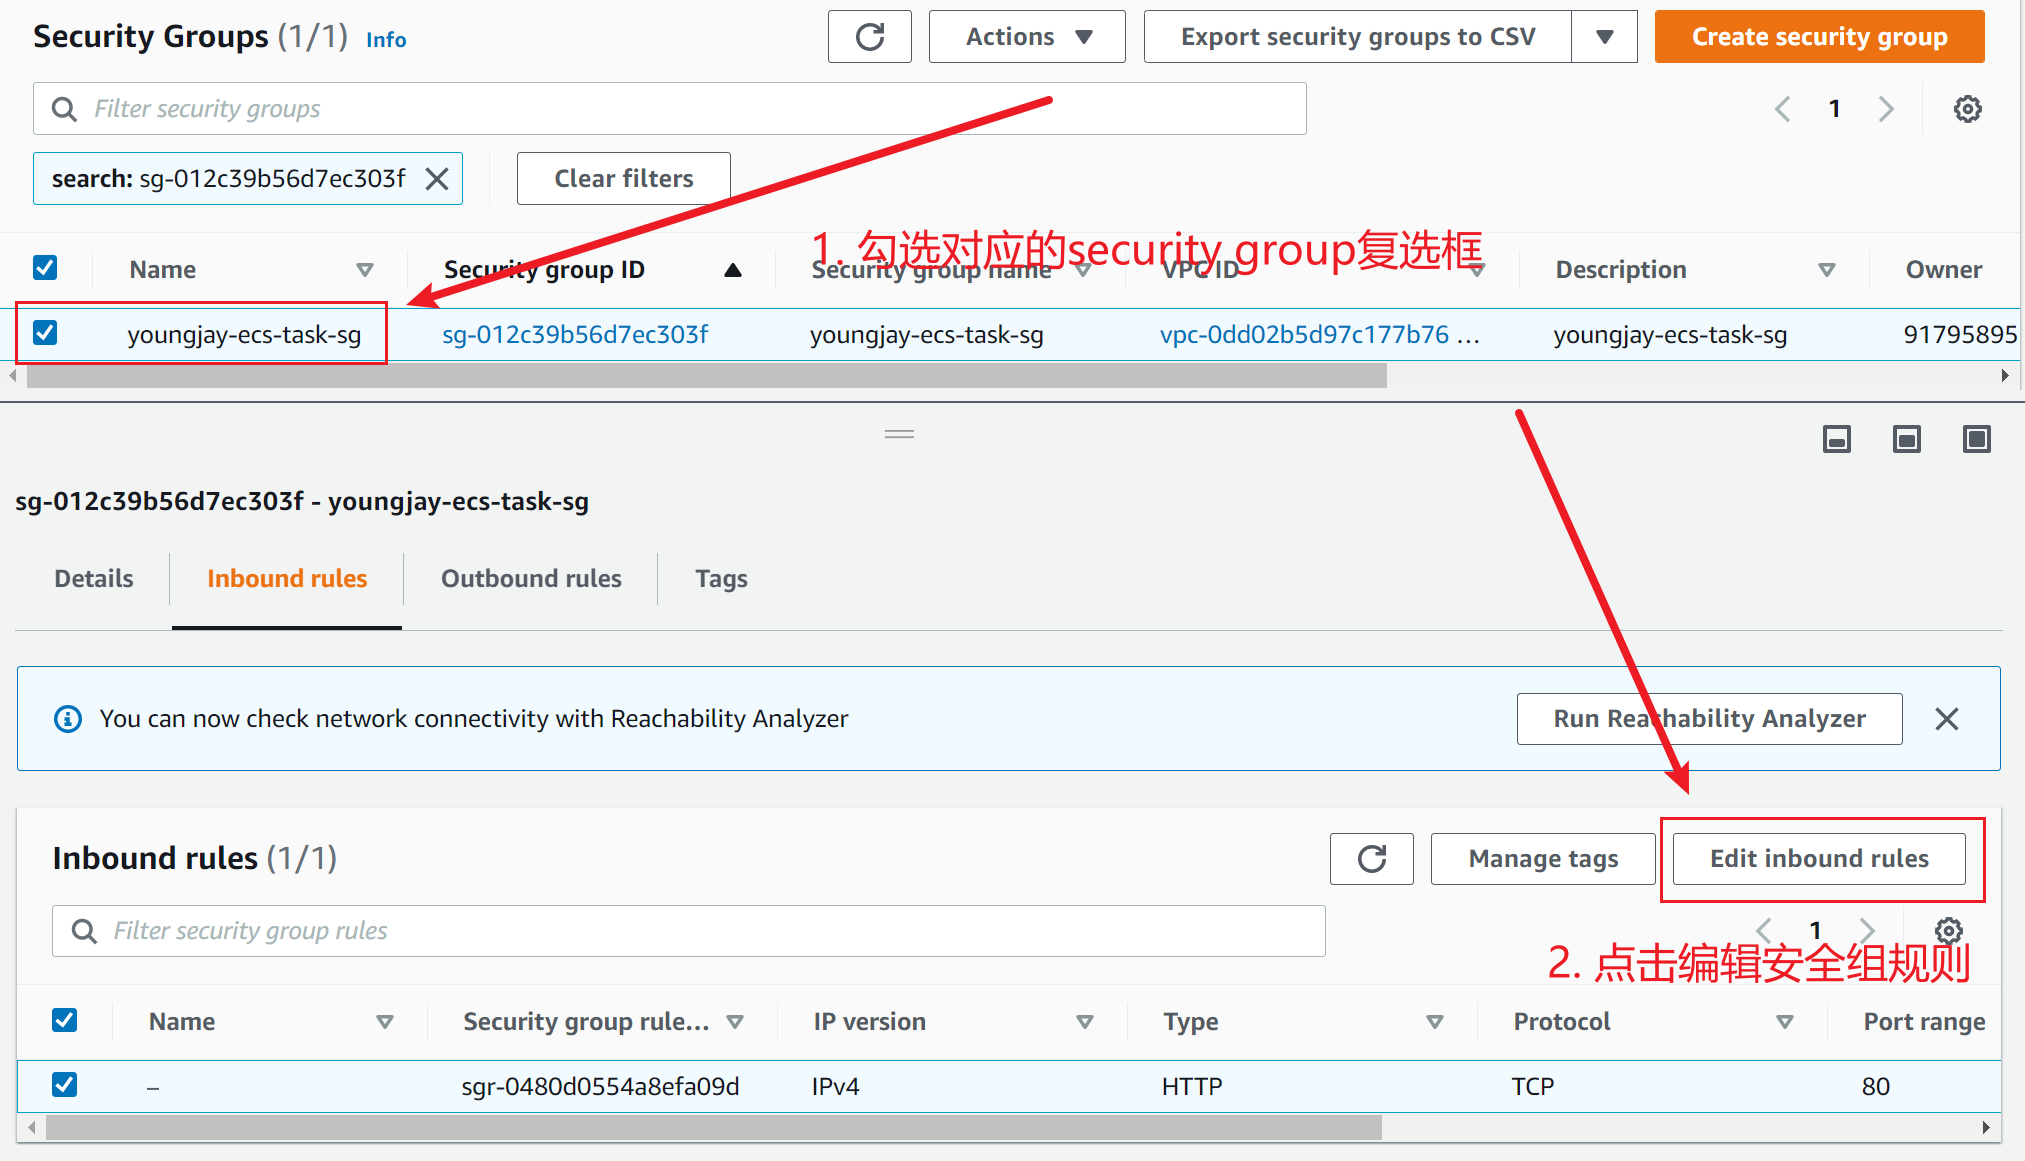 Security Groups (1/1) Info
Actions
Export security groups to CSV
Create security group
Filter security groups
1
search: sg-012c39b56d7ec303f
Clear filters
1. 勾选对应的security group复选框
Name
Security group ID
Security group name
VPC ID
Description
Owner
youngjay-ecs-task-sg
sg-012c39b56d7ec303f
youngjay-ecs-task-sg
vpc-0dd02b5d97c177b76 ...
youngjay-ecs-task-sg
91795895
sg-012c39b56d7ec303f - youngjay-ecs-task-sg
Details
Inbound rules
Outbound rules
Tags
You can now check network connectivity with Reachability Analyzer
Run Reachability Analyzer
Inbound rules (1/1)
Manage tags
Edit inbound rules
Filter security group rules
1
2. 点击编辑安全组规则
Name
Security group rule...
IP version
Type
Protocol
Port range
–
sgr-0480d0554a8efa09d
IPv4
HTTP
TCP
80